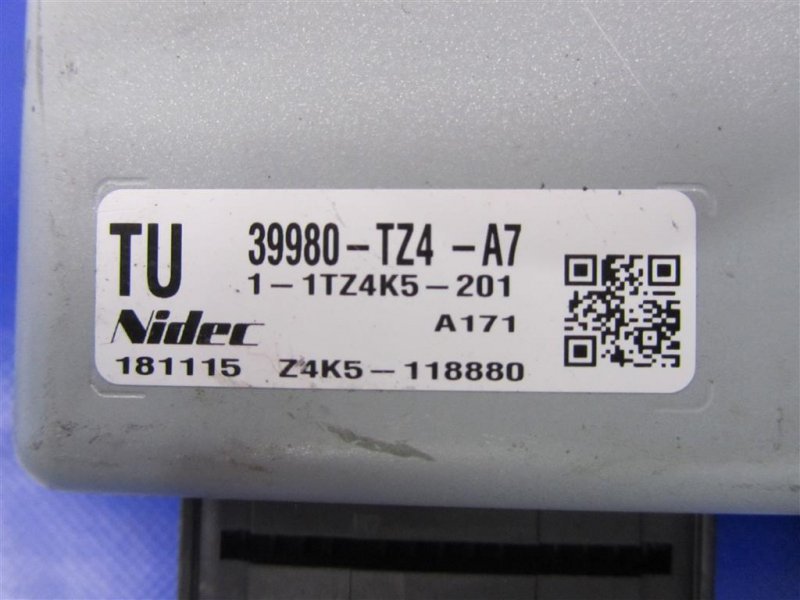 TU 39980-TZ4 -A7
1-1TZ4K5-201
Nidec A171
181115 Z4K5-118880